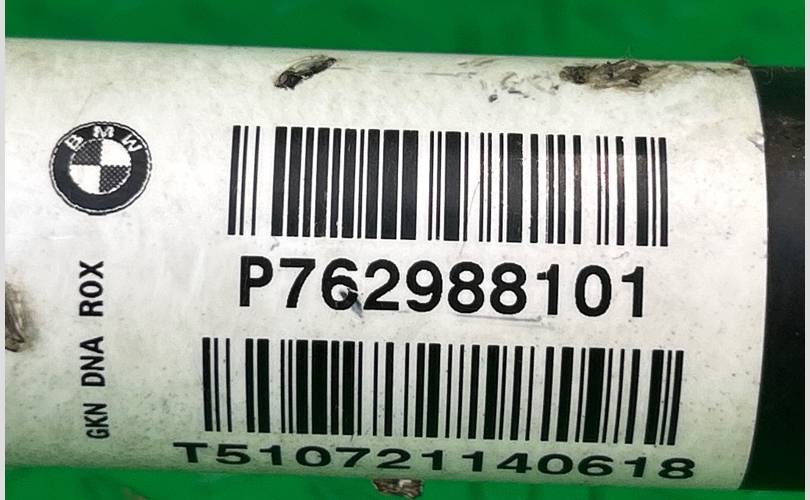 BMW
P762988101
GKN DNA ROX
T510721140618